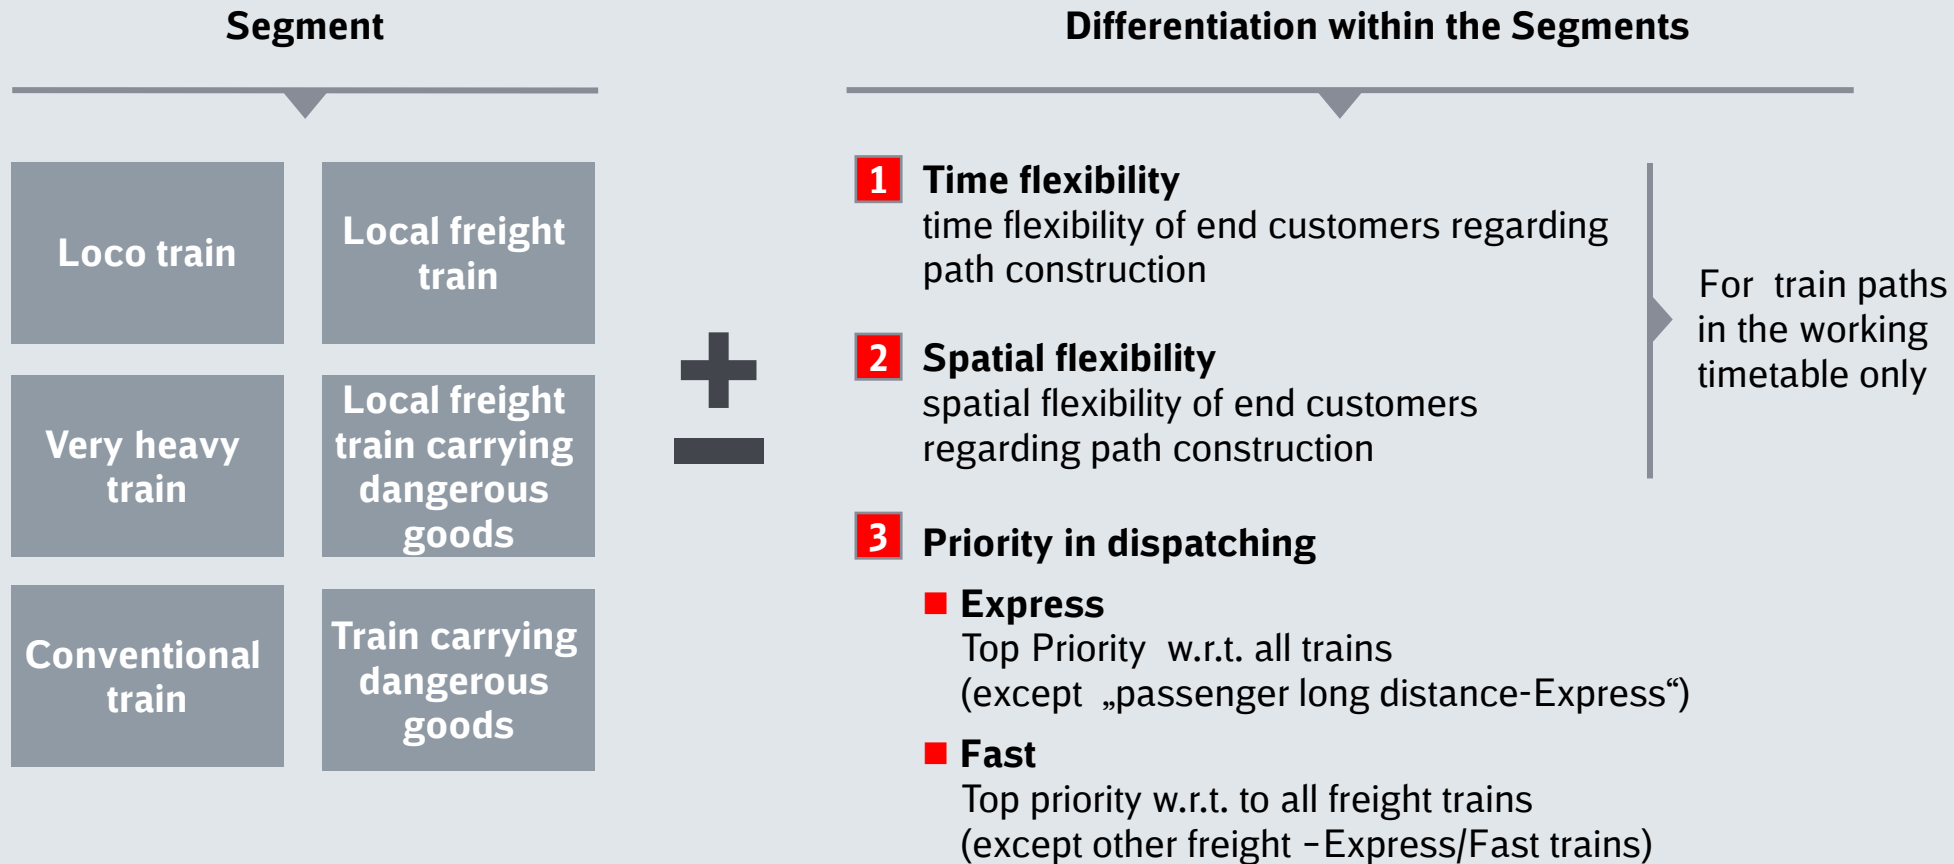 Segment
Loco train
Local freight
train
Very heavy
train
Local freight
train carrying
dangerous
goods
Conventional
train
Train carrying
dangerous
goods
+
–
Differentiation within the Segments
1 Time flexibility
time flexibility of end customers regarding
path construction
2 Spatial flexibility
spatial flexibility of end customers
regarding path construction
For train paths
in the working
timetable only
3 Priority in dispatching
Express
Top Priority w.r.t. all trains
(except „passenger long distance-Express“)
Fast
Top priority w.r.t. to all freight trains
(except other freight –Express/Fast trains)